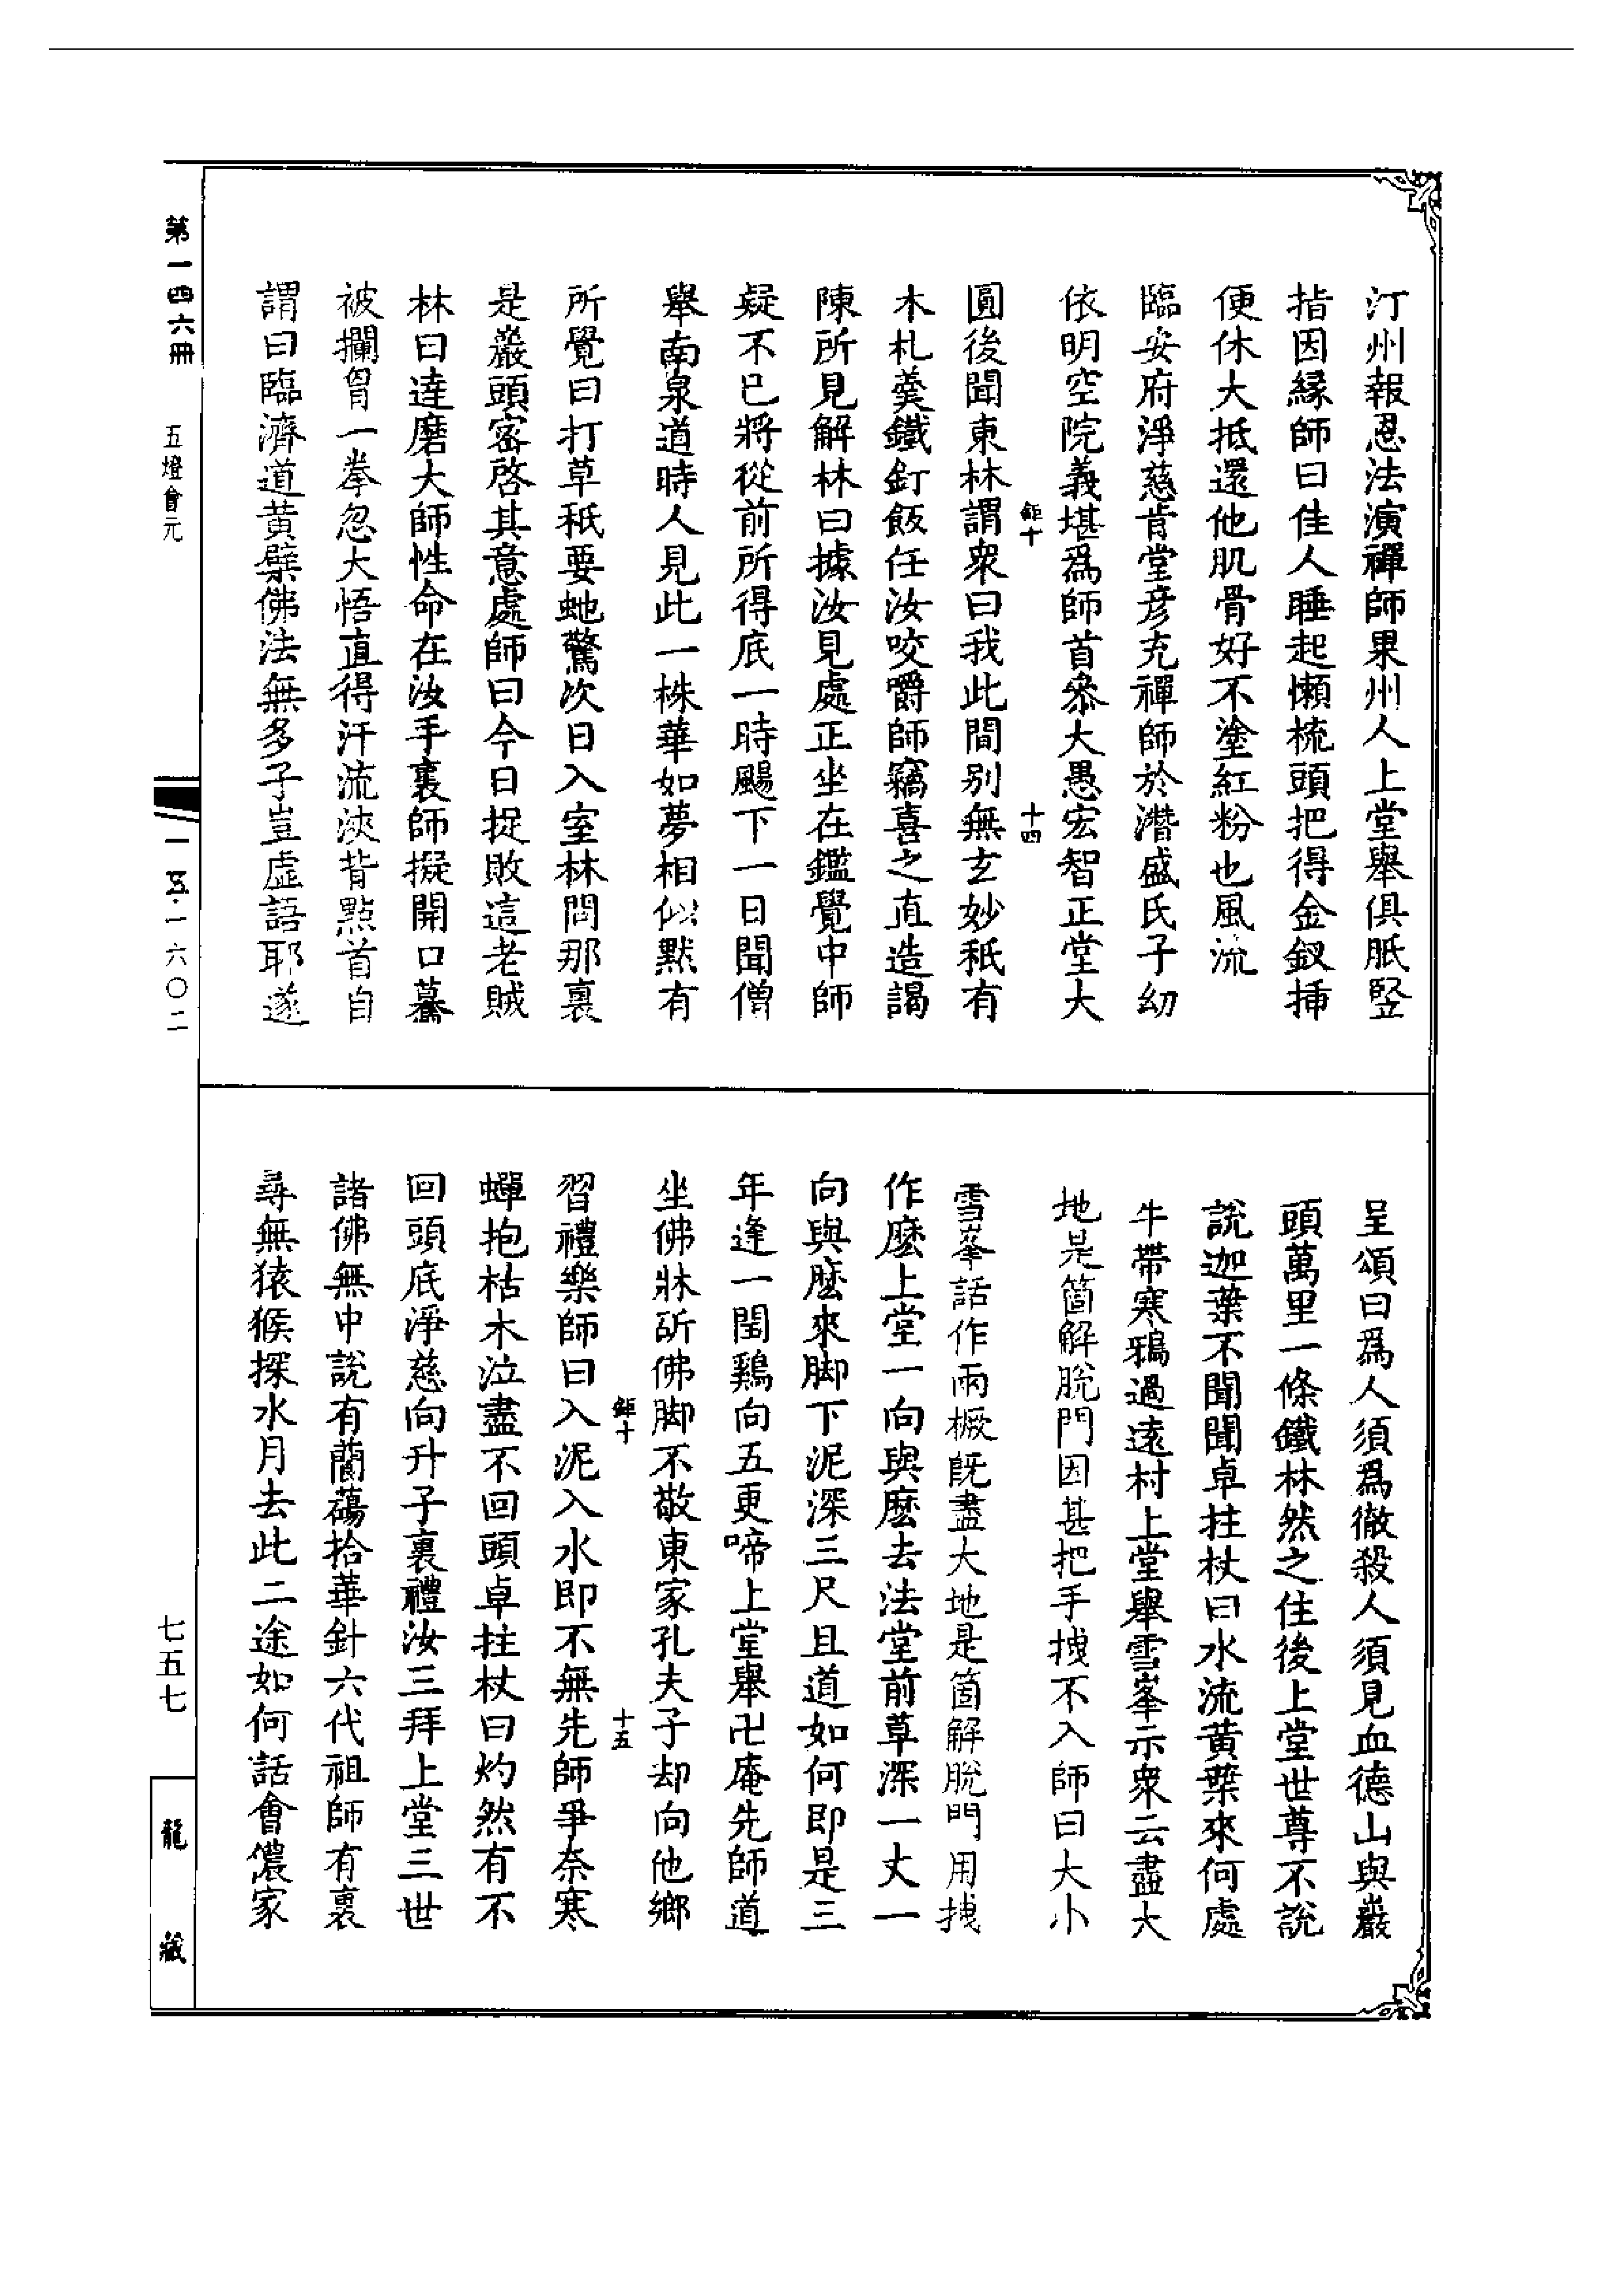 汀州報恩法演禪師果州人上堂舉俱胝竪
指因緣師曰佳人睡起懶梳頭把得金釵挿
便休大抵還他肌骨好不塗紅粉也風流
臨安府淨慈肯堂彥充禪師於潛盛氏子幼
依明空院義堪爲師首叅大愚宏智正堂大
鉅十 十四
圓後聞東林謂衆曰我此間別無玄妙秖有
木札羹鐵釘飯任汝咬嚼師竊喜之直造謁
陳所見解林曰據汝見處正坐在鑑覺中師
疑不已將從前所得底一時颺下一日聞僧
舉南泉道時人見此一株華如夢相似黙有
所覺曰打草秖要虵驚次日入室林問那裏
是巖頭密啓其意處師曰今日捉敗這老賊
林曰達磨大師性命在汝手裏師擬開口驀
被攔胷一拳忽大悟直得汗流浹背點首自
謂曰臨濟道黃檗佛法無多子豈虛語耶遂
呈頌曰爲人須爲徹殺人須見血德山與巖
頭萬里一條鐵林然之住後上堂世尊不說
說迦葉不聞聞卓拄杖曰水流黃葉來何處
牛帶寒鴉過遠村上堂舉雪峯示衆云盡大
地是箇解脫門因甚把手拽不入師曰大小
雪峯話作兩橛旣盡大地是箇解脫門用拽
作麽上堂一向與麽去法堂前草深一丈一
向與麽來脚下泥深三尺且道如何即是三
年逢一閏鷄向五更啼上堂舉卍庵先師道
坐佛牀斫佛脚不敬東家孔夫子却向他鄉
鉅十 十五
習禮樂師曰入泥入水即不無先師爭奈寒
蟬抱枯木泣盡不回頭卓拄杖曰灼然有不
回頭底淨慈向升子裏禮汝三拜上堂三世
諸佛無中說有䕞䕞拾華針六代祖師有裏
尋無猿猴探水月去此二途如何話會儂家
第一四六冊 五燈會元 一五·一六〇二 七五七 龍藏